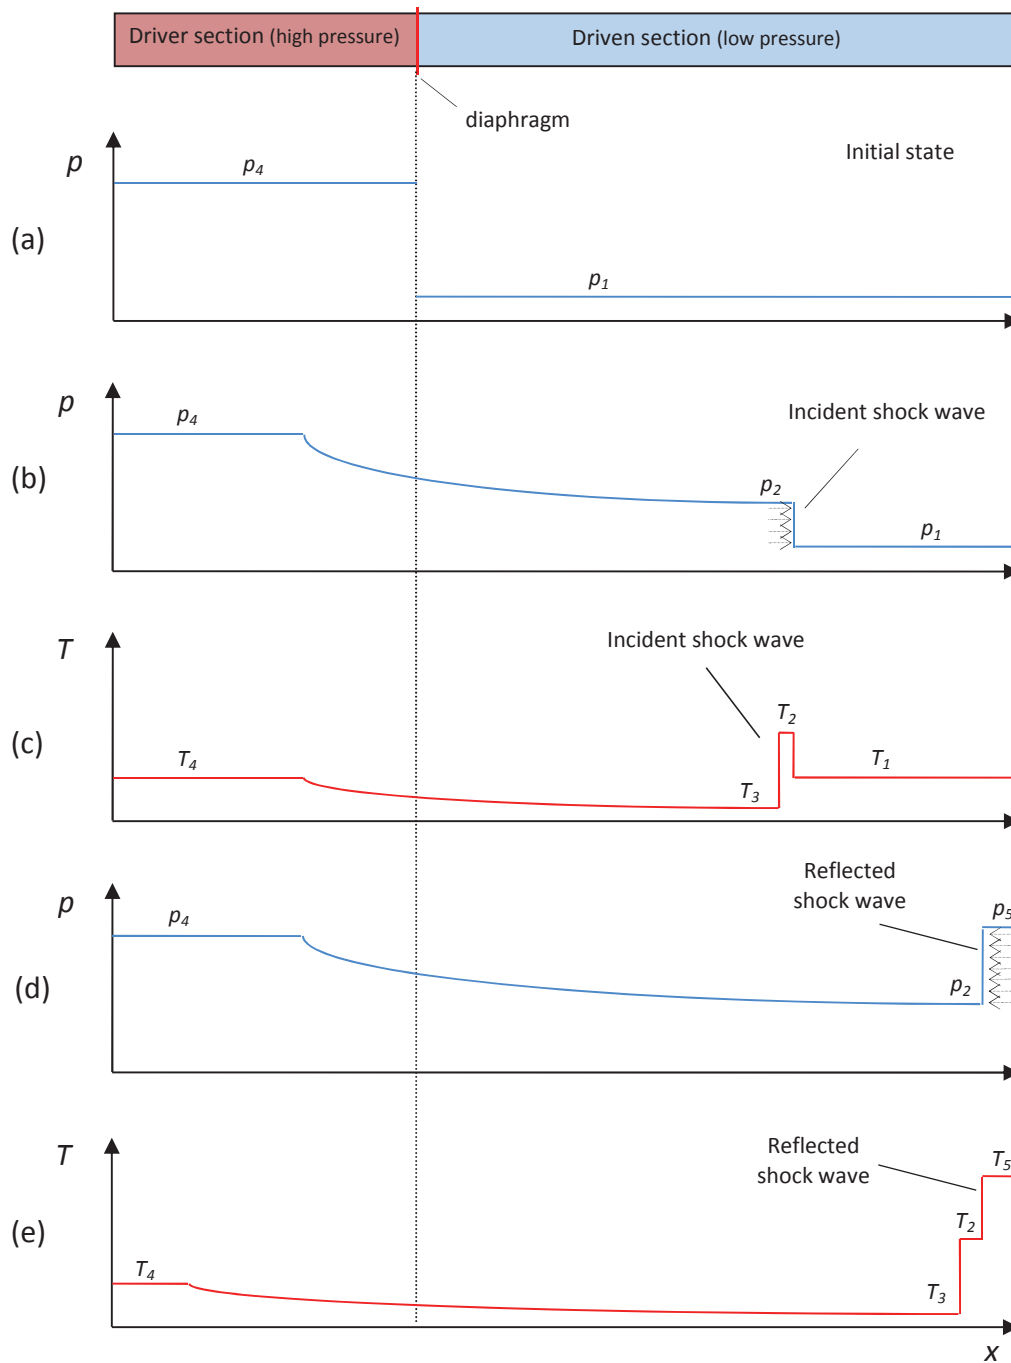 Driver section (high pressure)
Driven section (low pressure)
diaphragm
Initial state
p
p4
(a)
p1
p
p4
Incident shock wave
(b)
p2
p1
T
Incident shock wave
T2
(c)
T4
T1
T3
Reflected
shock wave
p
p4
p5
(d)
p2
T
Reflected
shock wave
T5
(e)
T2
T4
T3
x